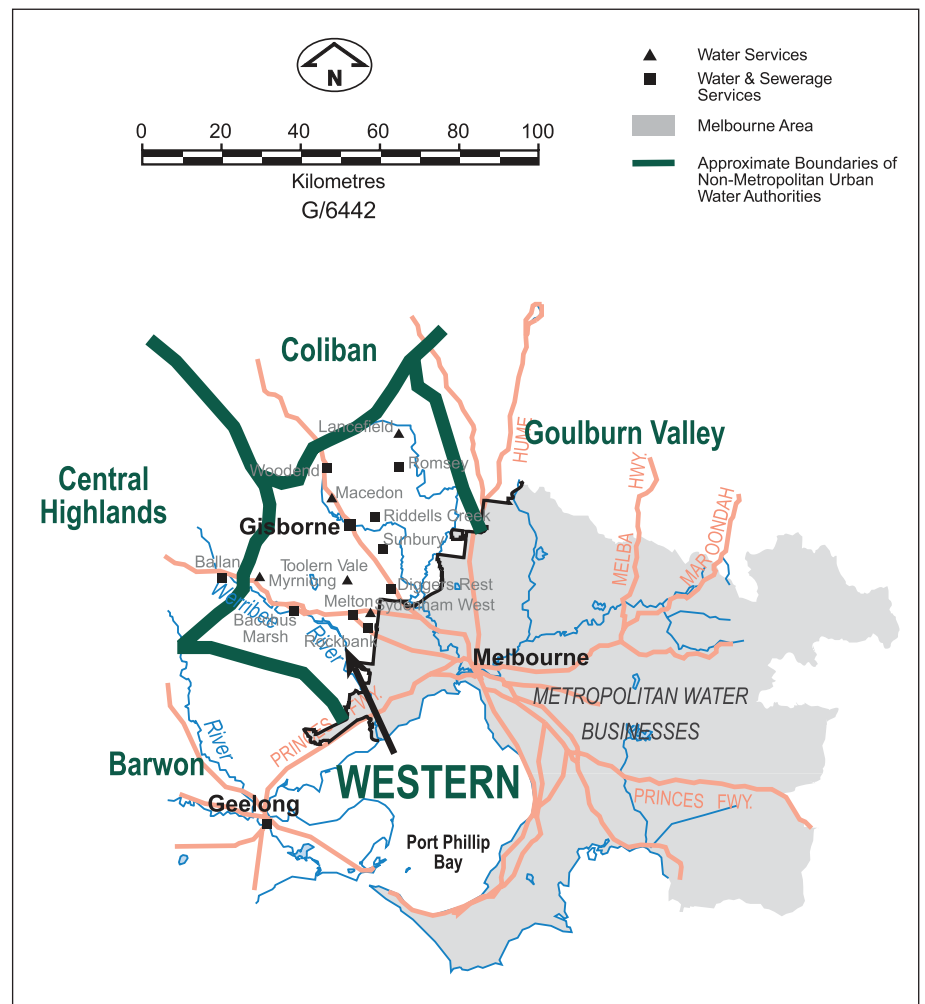 N
0 20 40 60 80 100
Kilometres
G/6442
Water Services
Water & Sewerage
Services
Melbourne Area
Approximate Boundaries of
Non-Metropolitan Urban
Water Authorities
Coliban
HUME
Goulburn Valley
Lancefield
Romsey
Woodend
Central
Highlands
Macedon
HWY.
MELBA
MAROONDAH
Gisborne
Riddells Creek
Sunbury
Ballan
Toolern Vale
Myrniong
Diggers Rest
Werribee
River
Melton
Sydenham West
Bacchus
Marsh
Rockbank
Melbourne
METROPOLITAN WATER
BUSINESSES
PRINCES FWY.
River
Barwon
WESTERN
Geelong
PRINCES FWY.
Port Phillip
Bay